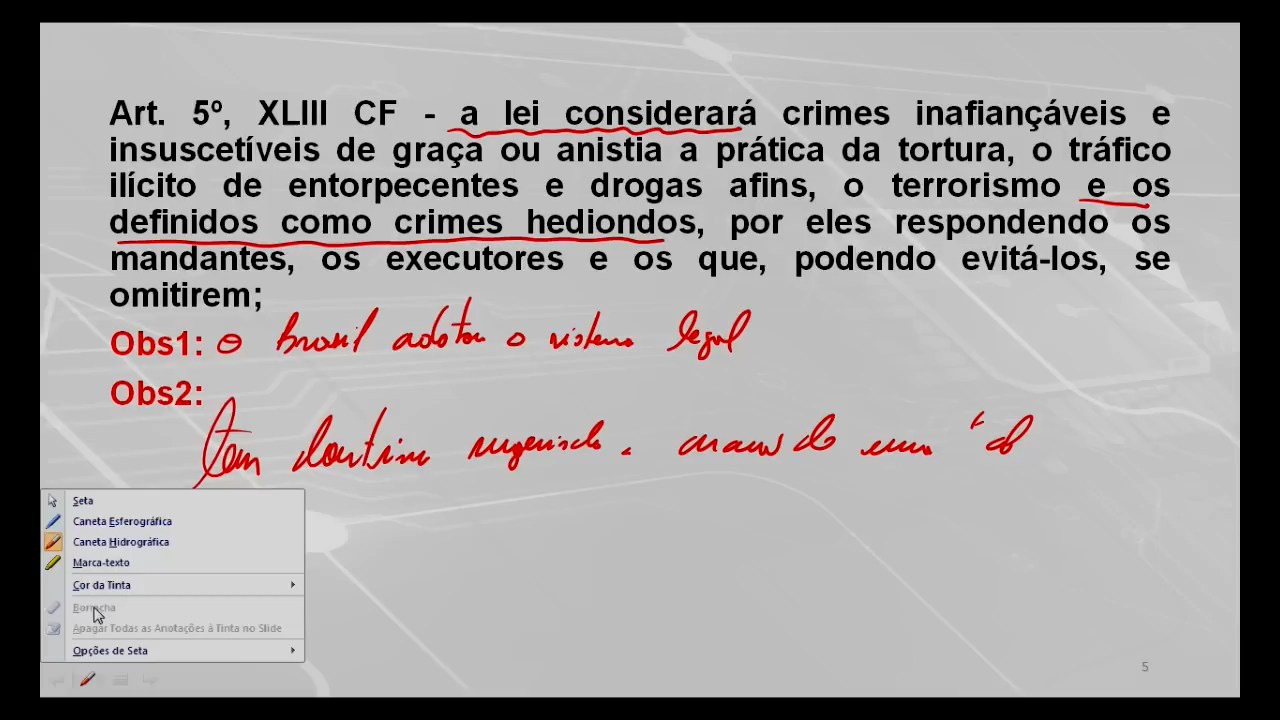 Art. 5º, XLIII CF - a lei considerará crimes inafiançáveis e
insuscetíveis de graça ou anistia a prática da tortura, o tráfico
ilícito de entorpecentes e drogas afins, o terrorismo e os
definidos como crimes hediondos, por eles respondendo os
mandantes, os executores e os que, podendo evitá-los, se
omitirem;
Obs1: O Brasil adotou o sistema legal
Obs2:
Tem doutrina sugerindo a
Seta
Caneta Esferográfica
Caneta Hidrográfica
Marca-texto
Cor da Tinta
Borracha
Apagar Todas as Anotações à Tinta no Slide
Opções de Seta
5